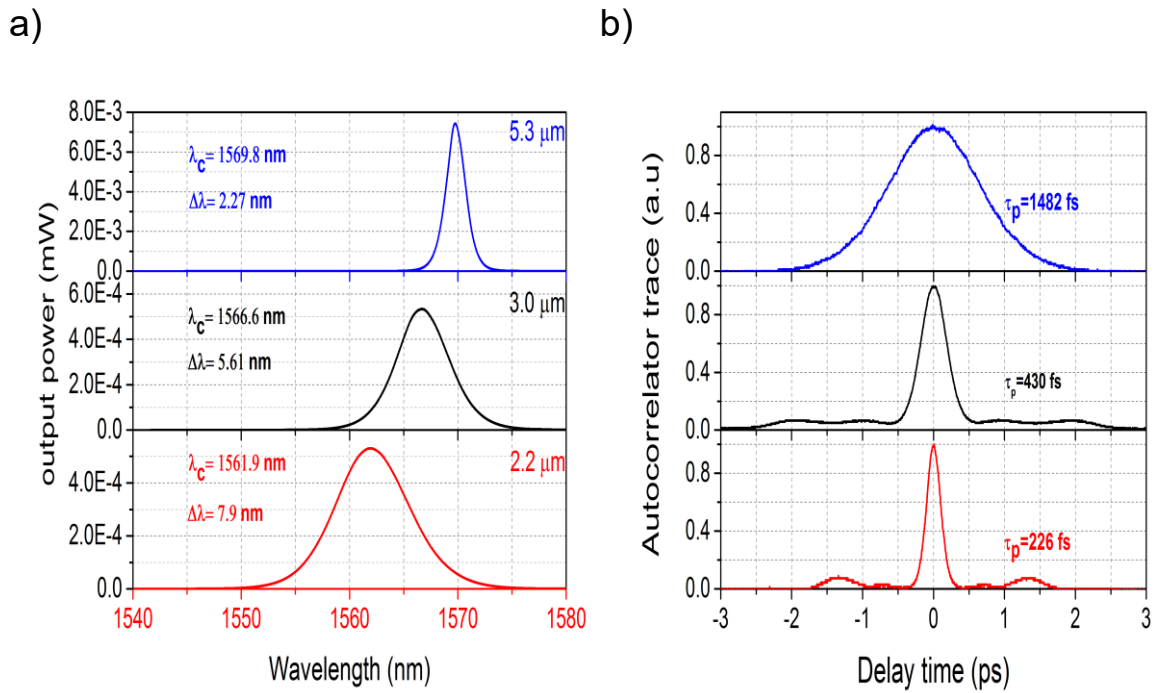 a)
b)
output power (mW)
8.0E-3
6.0E-3
4.0E-3
2.0E-3
0.0
λc= 1569.8 nm
Δλ= 2.27 nm
5.3 μm
6.0E-4
4.0E-4
2.0E-4
0.0
λc= 1566.6 nm
Δλ= 5.61 nm
3.0 μm
4.0E-4
2.0E-4
0.0
λc= 1561.9 nm
Δλ= 7.9 nm
2.2 μm
1540 1550 1560 1570 1580
Wavelength (nm)
Autocorrelator trace (a.u)
0.8
0.4
0.0
τp=1482 fs
0.8
0.4
0.0
τp=430 fs
0.8
0.4
0.0
τp=226 fs
-3 -2 -1 0 1 2 3
Delay time (ps)